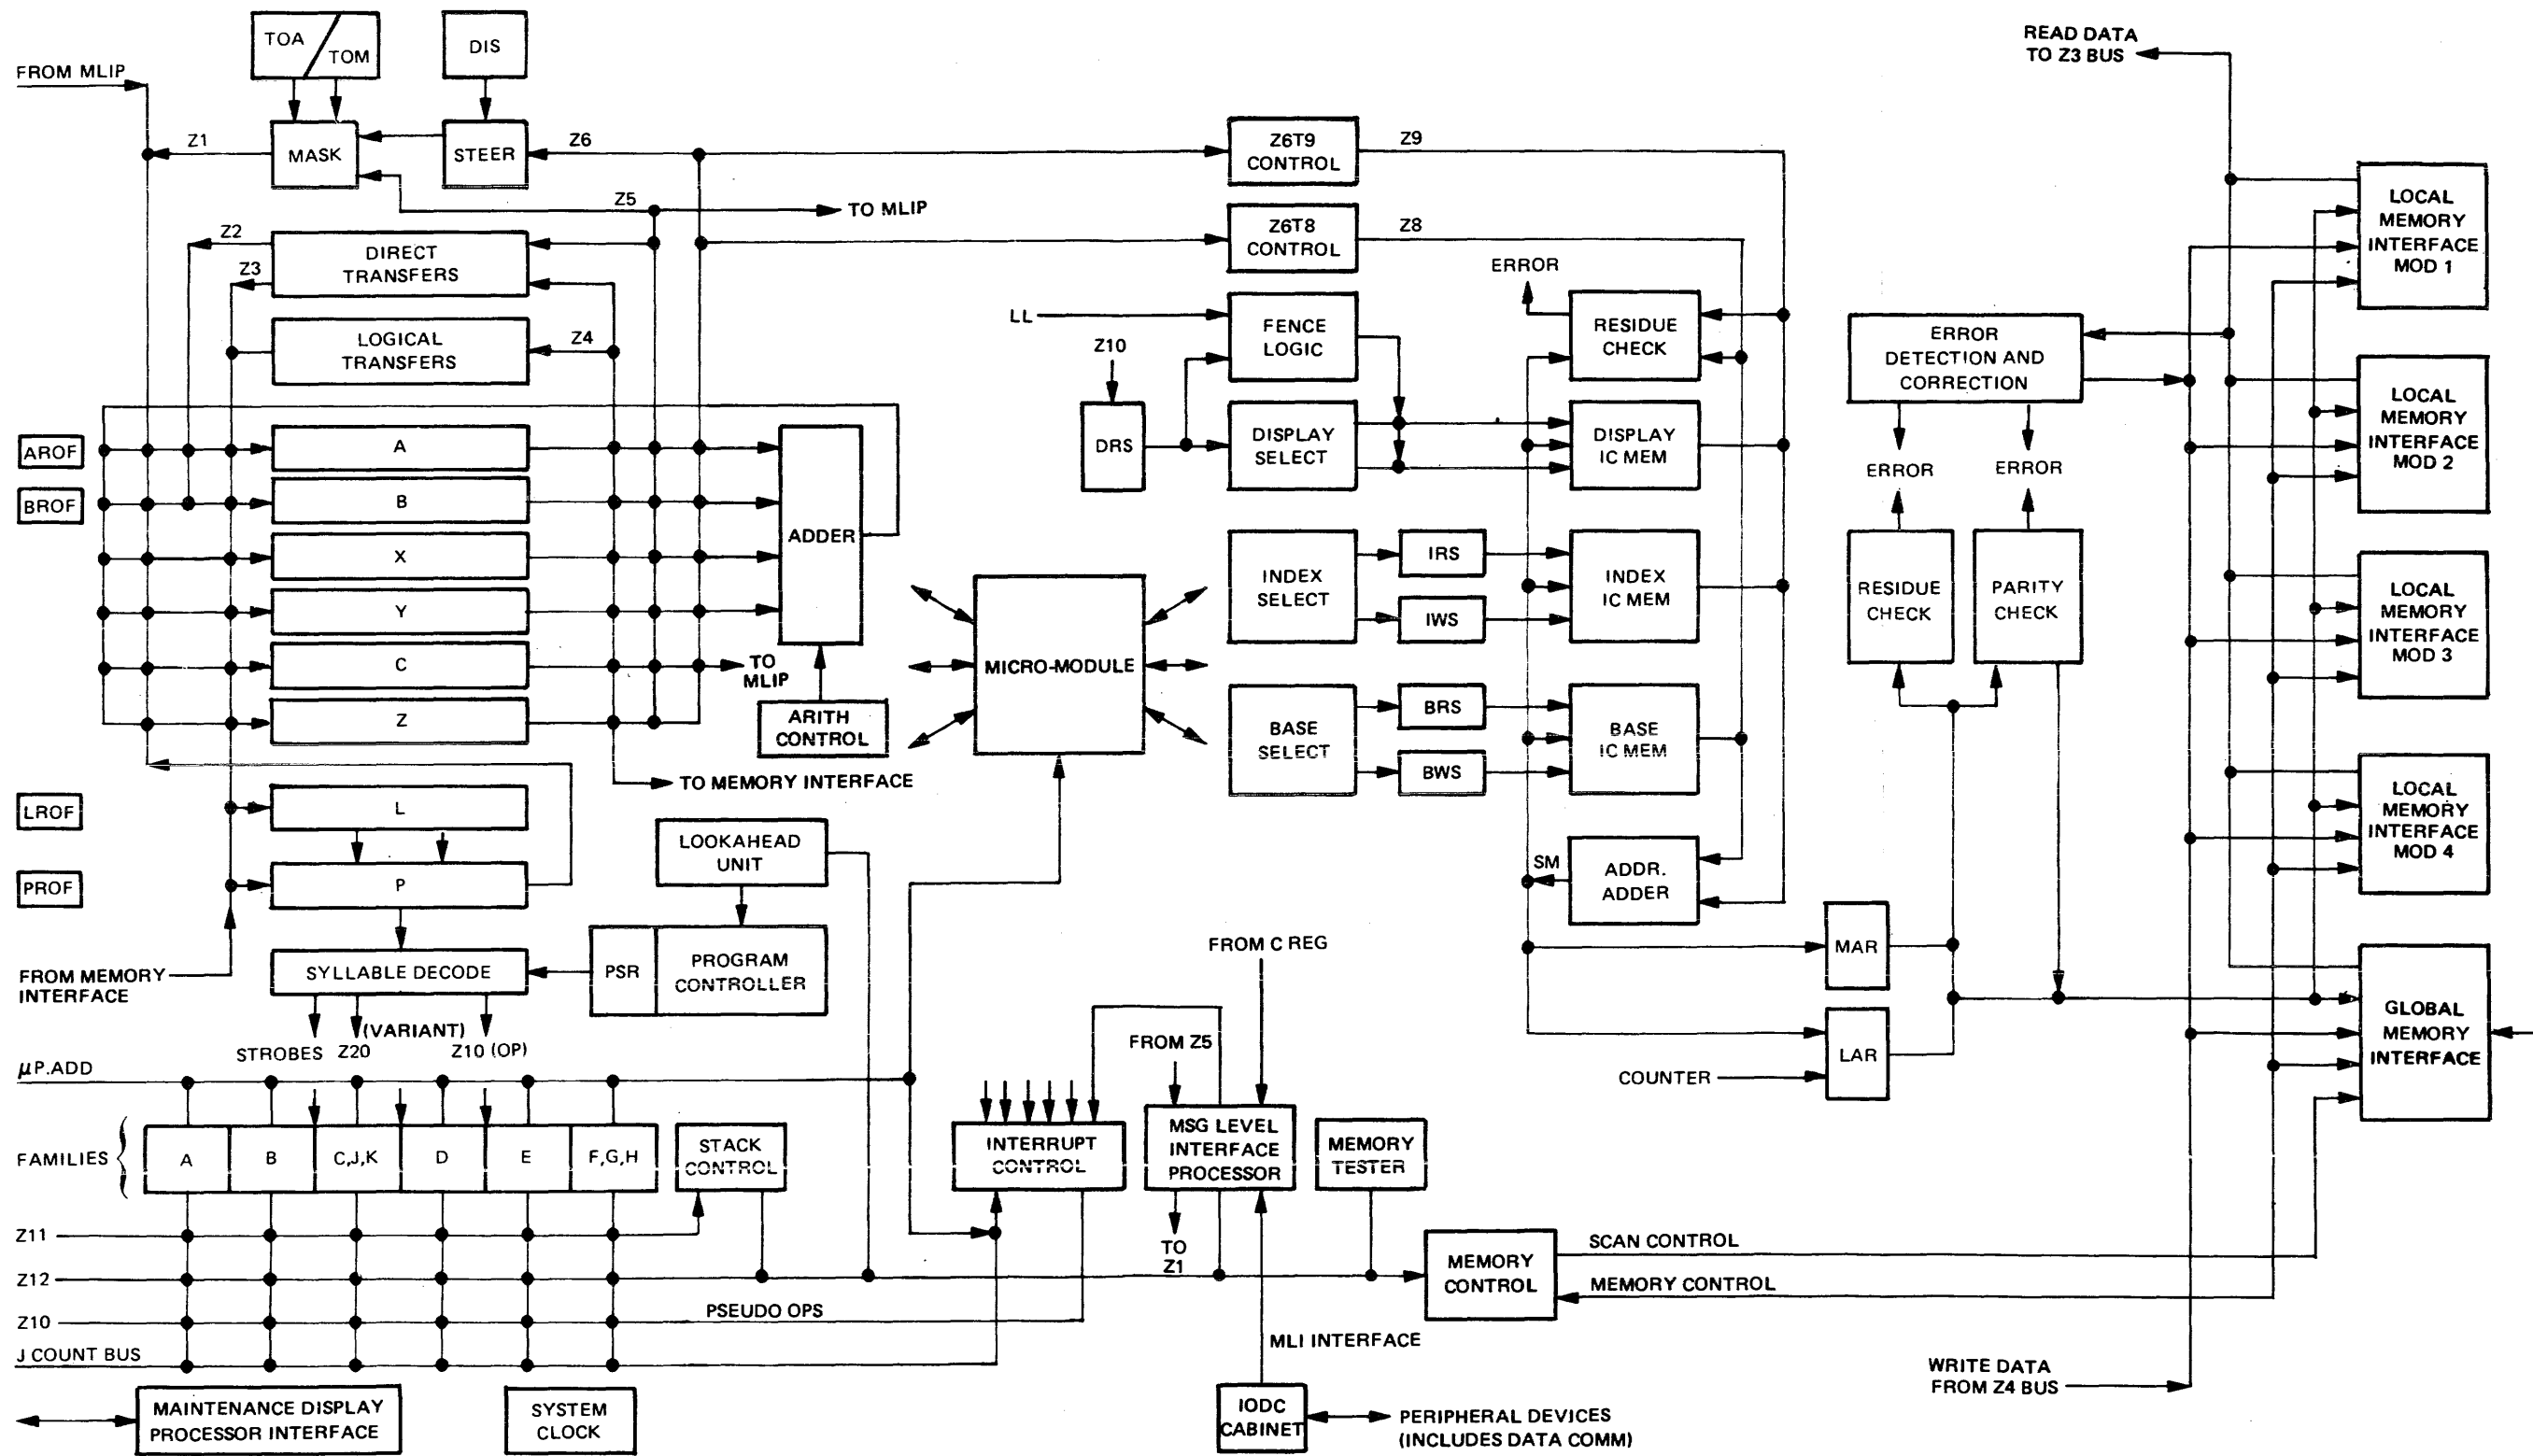 TOA
TOM
DIS
READ DATA
TO Z3 BUS
FROM MLIP
Z1
MASK
STEER
Z6
Z6T9
CONTROL
Z9
Z5
TO MLIP
Z2
DIRECT
TRANSFERS
Z3
Z6T8
CONTROL
Z8
LOCAL
MEMORY
INTERFACE
MOD 1
ERROR
LL
FENCE
LOGIC
RESIDUE
CHECK
LOGICAL
TRANSFERS
Z4
Z10
ERROR
DETECTION AND
CORRECTION
LOCAL
MEMORY
INTERFACE
MOD 2
AROF
A
DRS
DISPLAY
SELECT
DISPLAY
IC MEM
ERROR
ERROR
BROF
B
ADDER
X
Y
C
TO
MLIP
Z
ARITH
CONTROL
MICRO-MODULE
INDEX
SELECT
IRS
IWS
INDEX
IC MEM
RESIDUE
CHECK
PARITY
CHECK
LOCAL
MEMORY
INTERFACE
MOD 3
BASE
SELECT
BRS
BWS
BASE
IC MEM
TO MEMORY INTERFACE
LROF
L
LOOKAHEAD
UNIT
LOCAL
MEMORY
INTERFACE
MOD 4
PROF
P
SM
ADDR.
ADDER
FROM MEMORY
INTERFACE
SYLLABLE DECODE
PSR
PROGRAM
CONTROLLER
FROM C REG
MAR
(VARIANT)
STROBES
Z20
Z10 (OP)
FROM Z5
LAR
COUNTER
GLOBAL
MEMORY
INTERFACE
μP.ADD
FAMILIES
A
B
C,J,K
D
E
F,G,H
STACK
CONTROL
INTERRUPT
CONTROL
MSG LEVEL
INTERFACE
PROCESSOR
MEMORY
TESTER
Z11
TO
Z1
MEMORY
CONTROL
SCAN CONTROL
Z12
MEMORY CONTROL
Z10
PSEUDO OPS
MLI INTERFACE
J COUNT BUS
WRITE DATA
FROM Z4 BUS
MAINTENANCE DISPLAY
PROCESSOR INTERFACE
SYSTEM
CLOCK
IODC
CABINET
PERIPHERAL DEVICES
(INCLUDES DATA COMM)